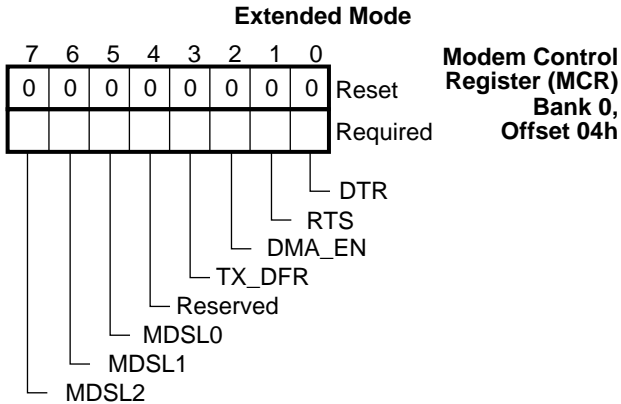 Extended Mode
7 6 5 4 3 2 1 0
Modem Control
Register (MCR)
Bank 0,
Offset 04h
0 0 0 0 0 0 0 0 Reset
Required
DTR
RTS
DMA_EN
TX_DFR
Reserved
MDSL0
MDSL1
MDSL2